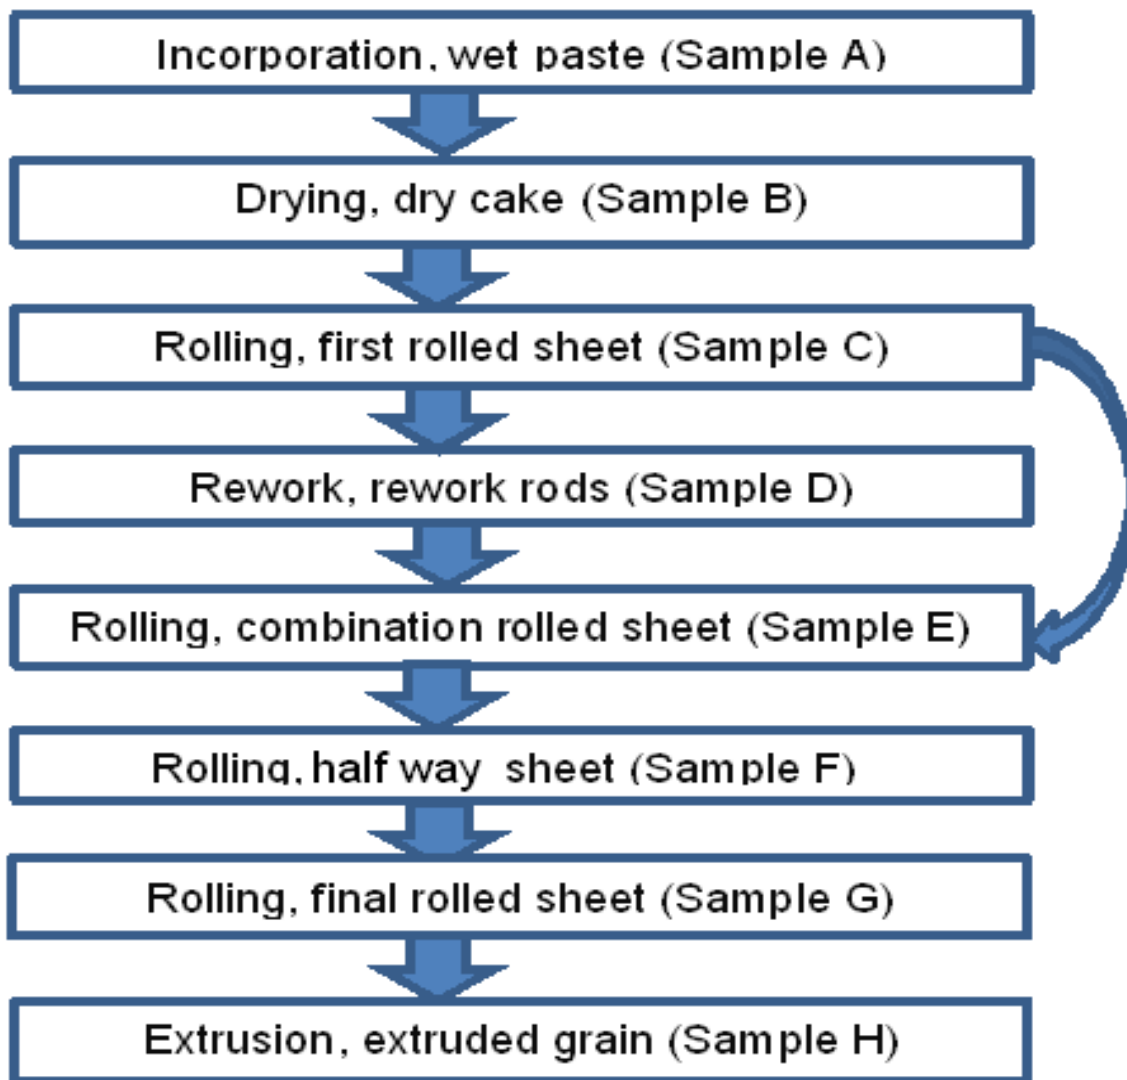 Incorporation, wet paste (Sample A)
Drying, dry cake (Sample B)
Rolling, first rolled sheet (Sample C)
Rework, rework rods (Sample D)
Rolling, combination rolled sheet (Sample E)
Rolling, half way sheet (Sample F)
Rolling, final rolled sheet (Sample G)
Extrusion, extruded grain (Sample H)